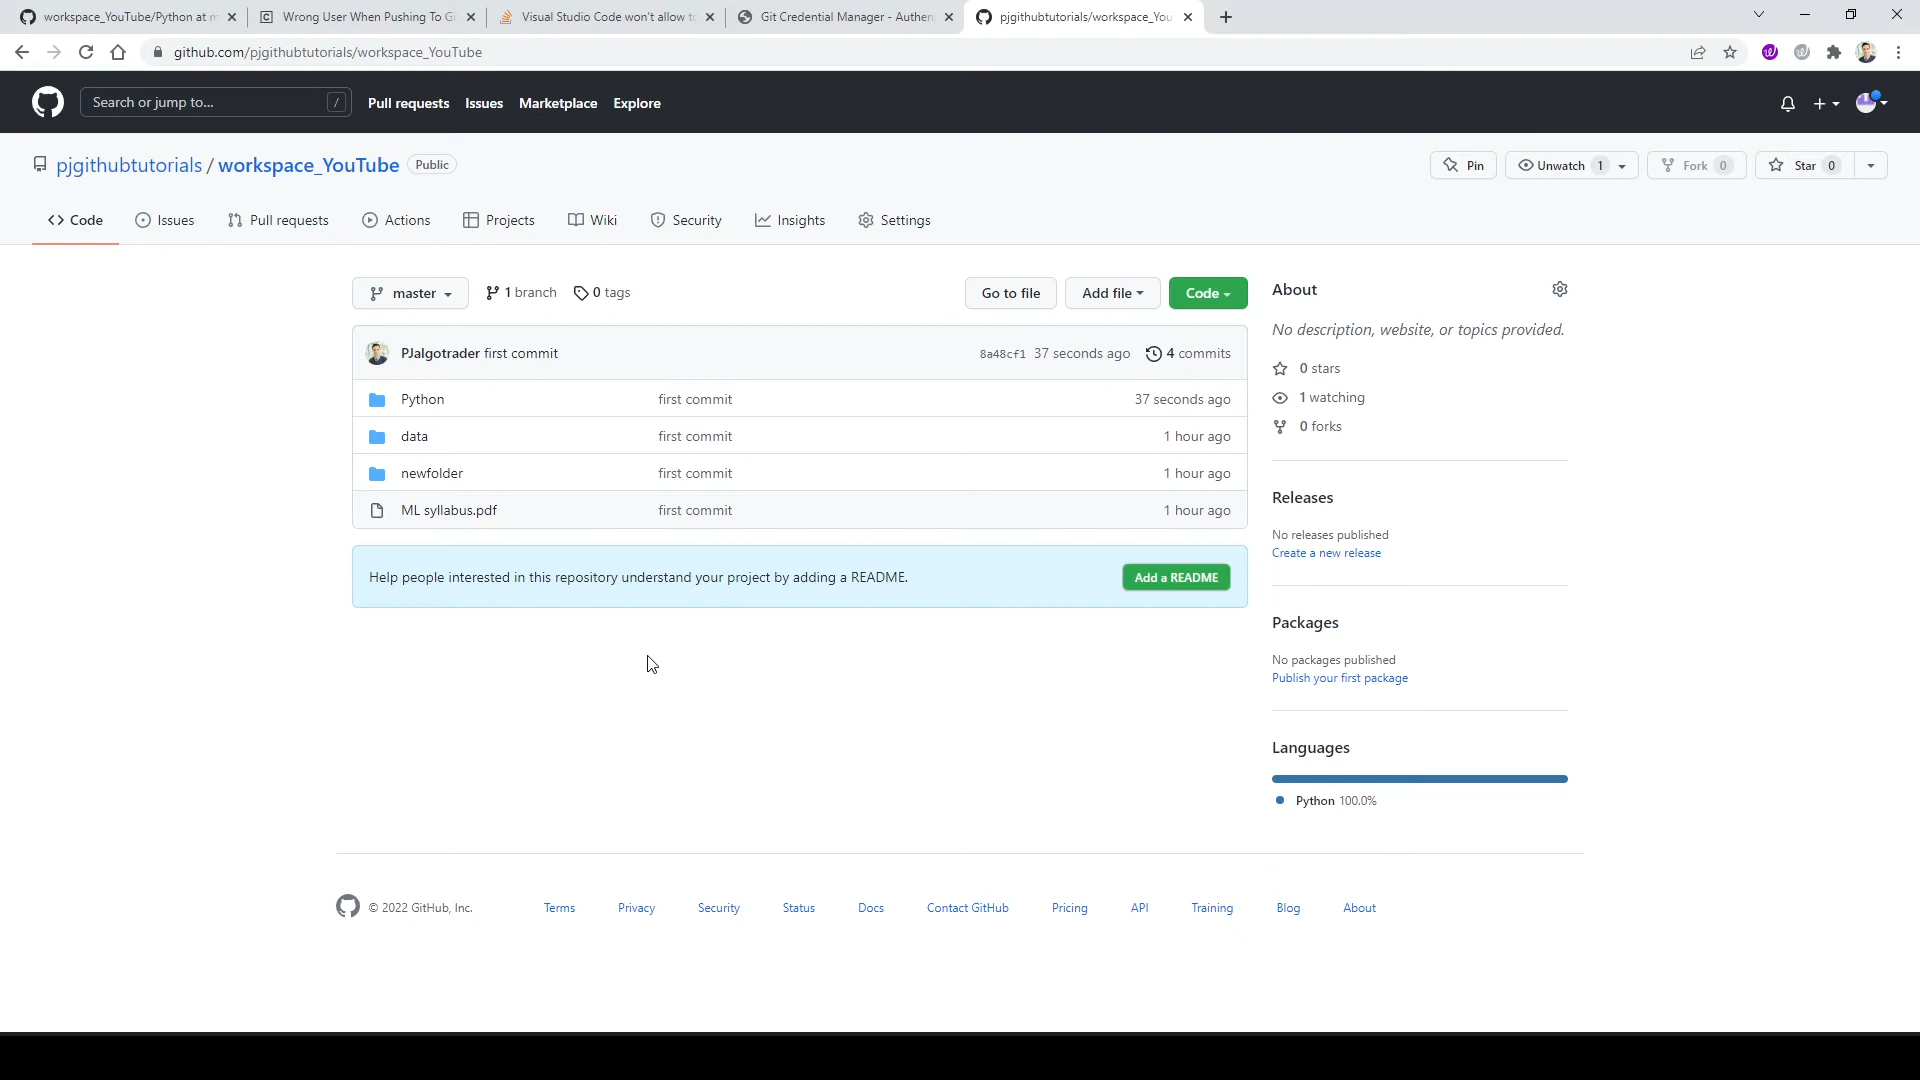 workspace_YouTube/Python at m
Wrong User When Pushing To Gi
Visual Studio Code won't allow to
Git Credential Manager - Authen
pjgithubtutorials/workspace_You
github.com/pjgithubtutorials/workspace_YouTube
Search or jump to... /
Pull requests Issues Marketplace Explore
pjgithubtutorials / workspace_YouTube Public
Pin
Unwatch 1
Fork 0
Star 0
Code Issues Pull requests Actions Projects Wiki Security Insights Settings
master 1 branch 0 tags
Go to file Add file Code
PJalgotrader first commit 8a48cf1 37 seconds ago 4 commits
Python first commit 37 seconds ago
data first commit 1 hour ago
newfolder first commit 1 hour ago
ML syllabus.pdf first commit 1 hour ago
Help people interested in this repository understand your project by adding a README. Add a README
About
No description, website, or topics provided.
0 stars
1 watching
0 forks
Releases
No releases published
Create a new release
Packages
No packages published
Publish your first package
Languages
Python 100.0%
© 2022 GitHub, Inc. Terms Privacy Security Status Docs Contact GitHub Pricing API Training Blog About